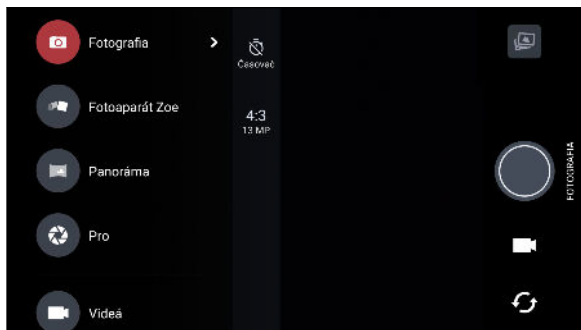 Fotografia
Fotoaparát Zoe
Panoráma
Pro
Videá
Časovač
4:3
13 MP
FOTOGRAFIA